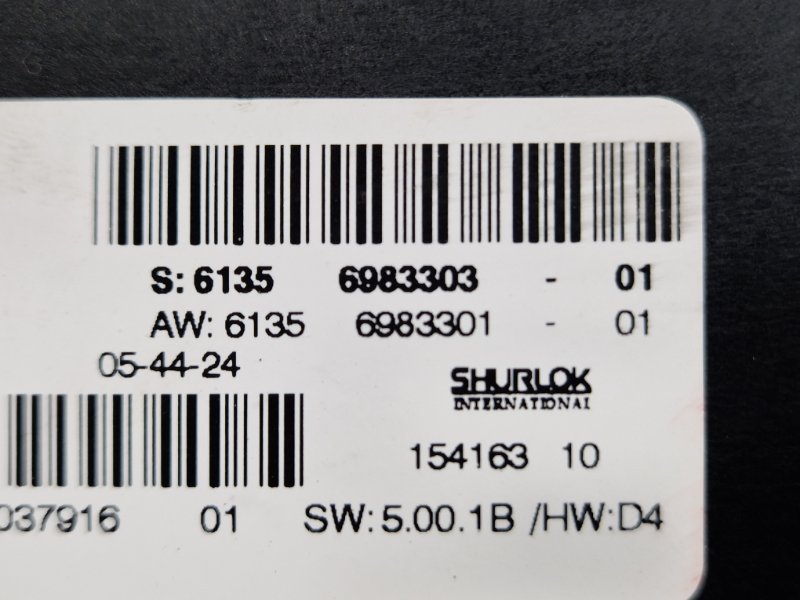 S: 6135 6983303 - 01
AW: 6135 6983301 - 01
05-44-24
SHURLOK
INTERNATIONAL
154163 10
037916 01 SW: 5.00.1B /HW:D4